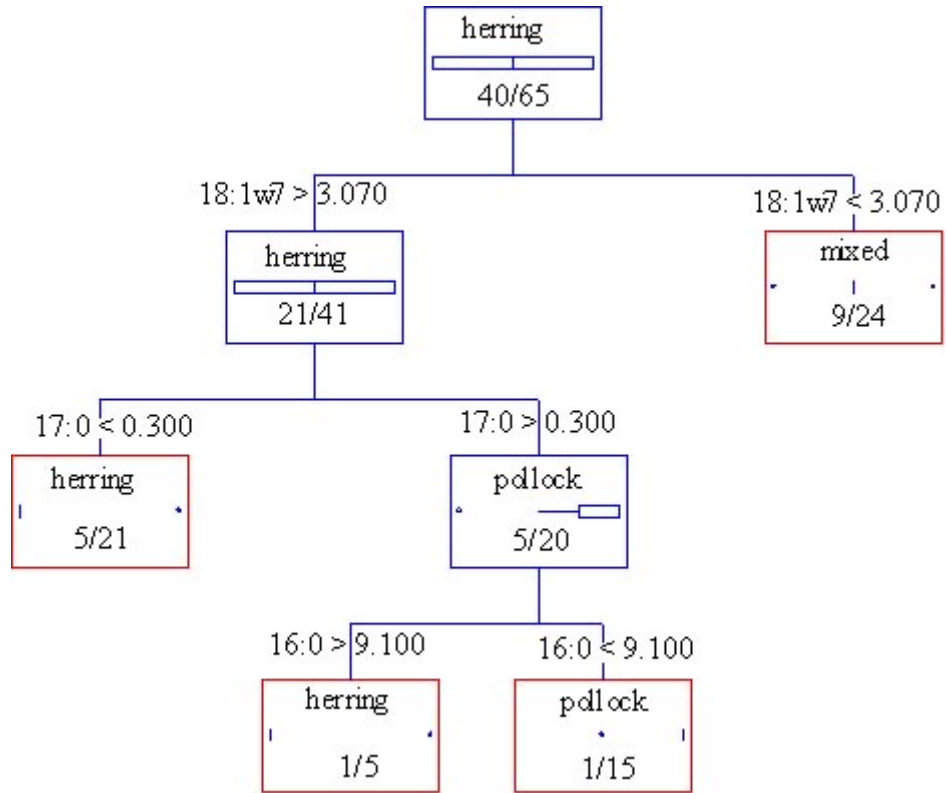 herring
40/65
18:1w7 > 3.070
18:1w7 < 3.070
herring
21/41
mixed
9/24
17:0 < 0.300
17:0 > 0.300
herring
5/21
pollock
5/20
16:0 > 9.100
16:0 < 9.100
herring
1/5
pollock
1/15